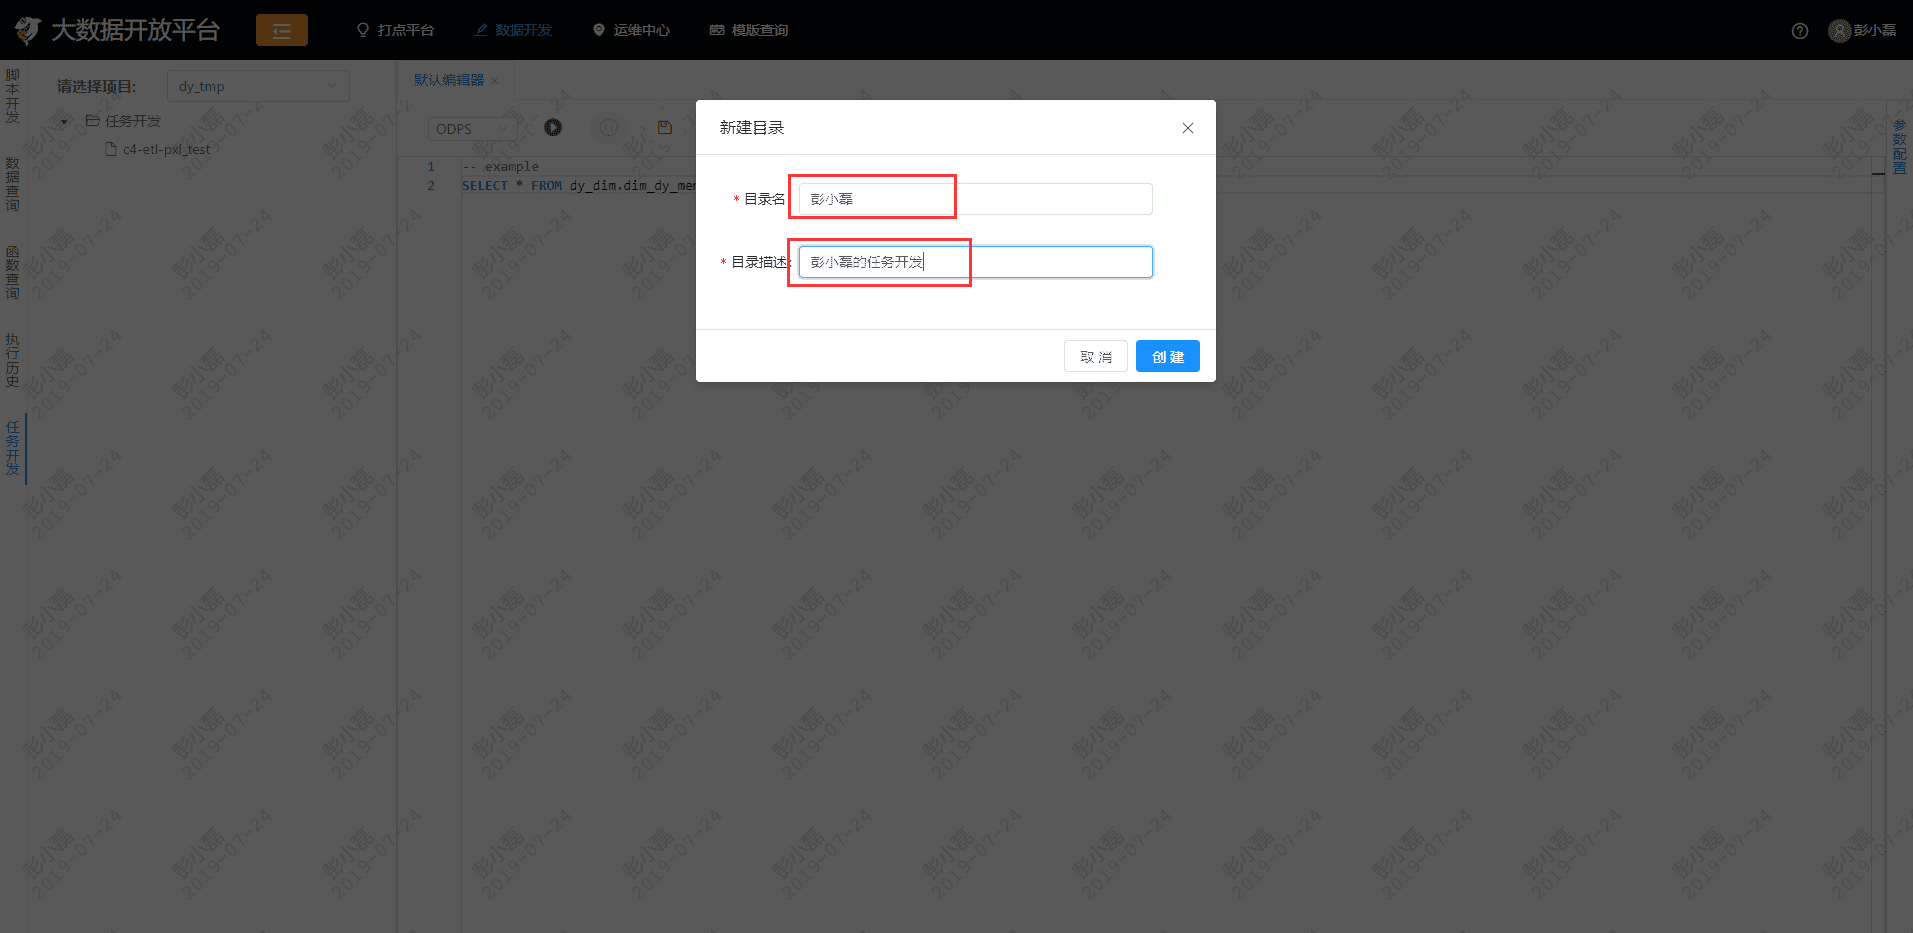 大数据开放平台
打点平台
数据开发
运维中心
模版查询
彭小磊
脚本开发
数据查询
函数查询
执行历史
任务开发
请选择项目:
dy_tmp
任务开发
c4-etl-pxl_test
默认编辑器
ODPS
1 -- example
2 SELECT * FROM dy_dim.dim_dy_mer
参数配置
新建目录
* 目录名
彭小磊
* 目录描述:
彭小磊的任务开发
取 消
创 建
彭小磊
2019-07-24